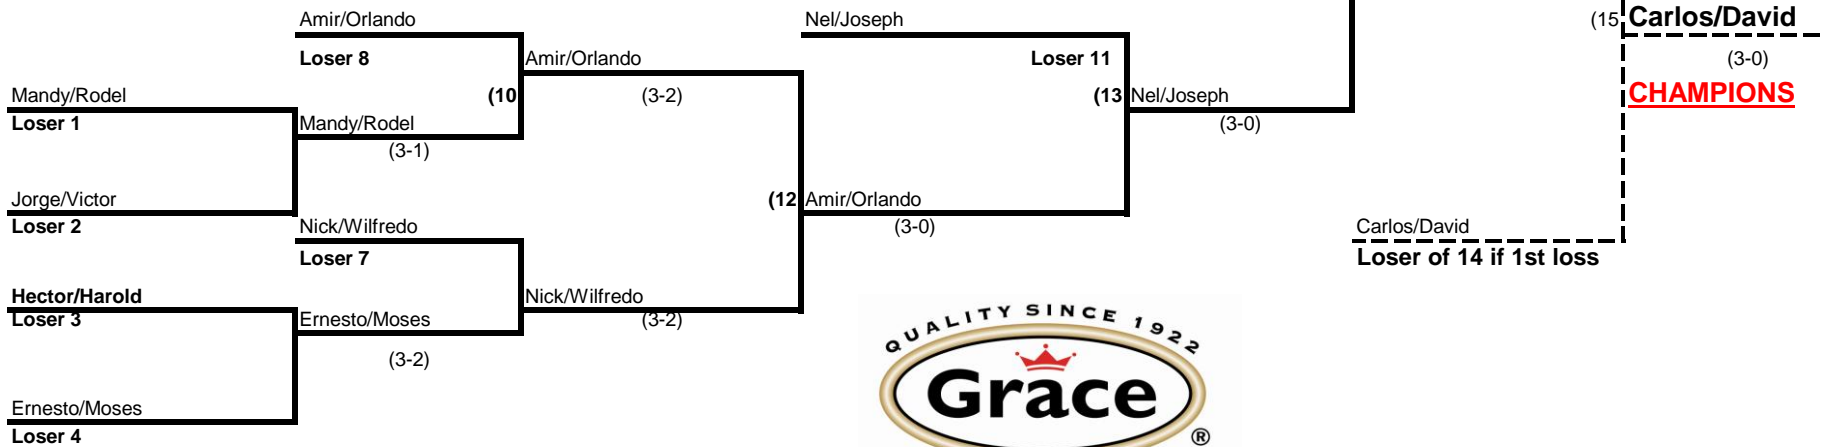 Amir/Orlando
Nel/Joseph
(15
Carlos/David
Loser 8
Amir/Orlando
Loser 11
(3-0)
Mandy/Rodel
(10
(3-2)
(13
Nel/Joseph
CHAMPIONS
Loser 1
Mandy/Rodel
(3-0)
(3-1)
Jorge/Victor
(12
Amir/Orlando
Loser 2
Nick/Wilfredo
(3-0)
Carlos/David
Loser 7
Loser of 14 if 1st loss
Hector/Harold
Nick/Wilfredo
Loser 3
Ernesto/Moses
(3-2)
(3-2)
Ernesto/Moses
Loser 4
QUALITY SINCE 1922
Grace
®